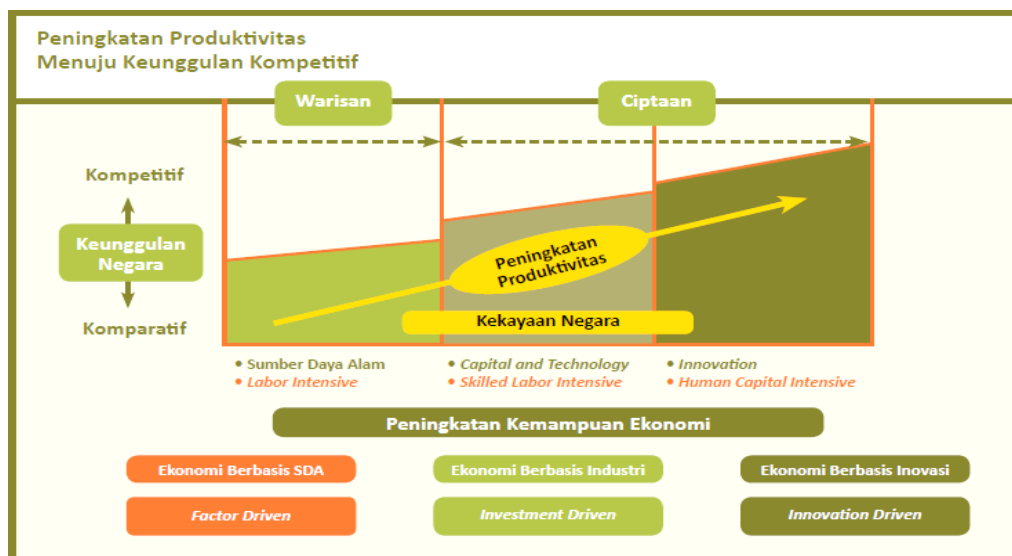 Peningkatan Produktivitas
Menuju Keunggulan Kompetitif
Warisan
Ciptaan
Kompetitif
Keunggulan
Negara
Komparatif
Peningkatan
Produktivitas
Kekayaan Negara
• Sumber Daya Alam
• Labor Intensive
• Capital and Technology
• Skilled Labor Intensive
• Innovation
• Human Capital Intensive
Peningkatan Kemampuan Ekonomi
Ekonomi Berbasis SDA
Ekonomi Berbasis Industri
Ekonomi Berbasis Inovasi
Factor Driven
Investment Driven
Innovation Driven